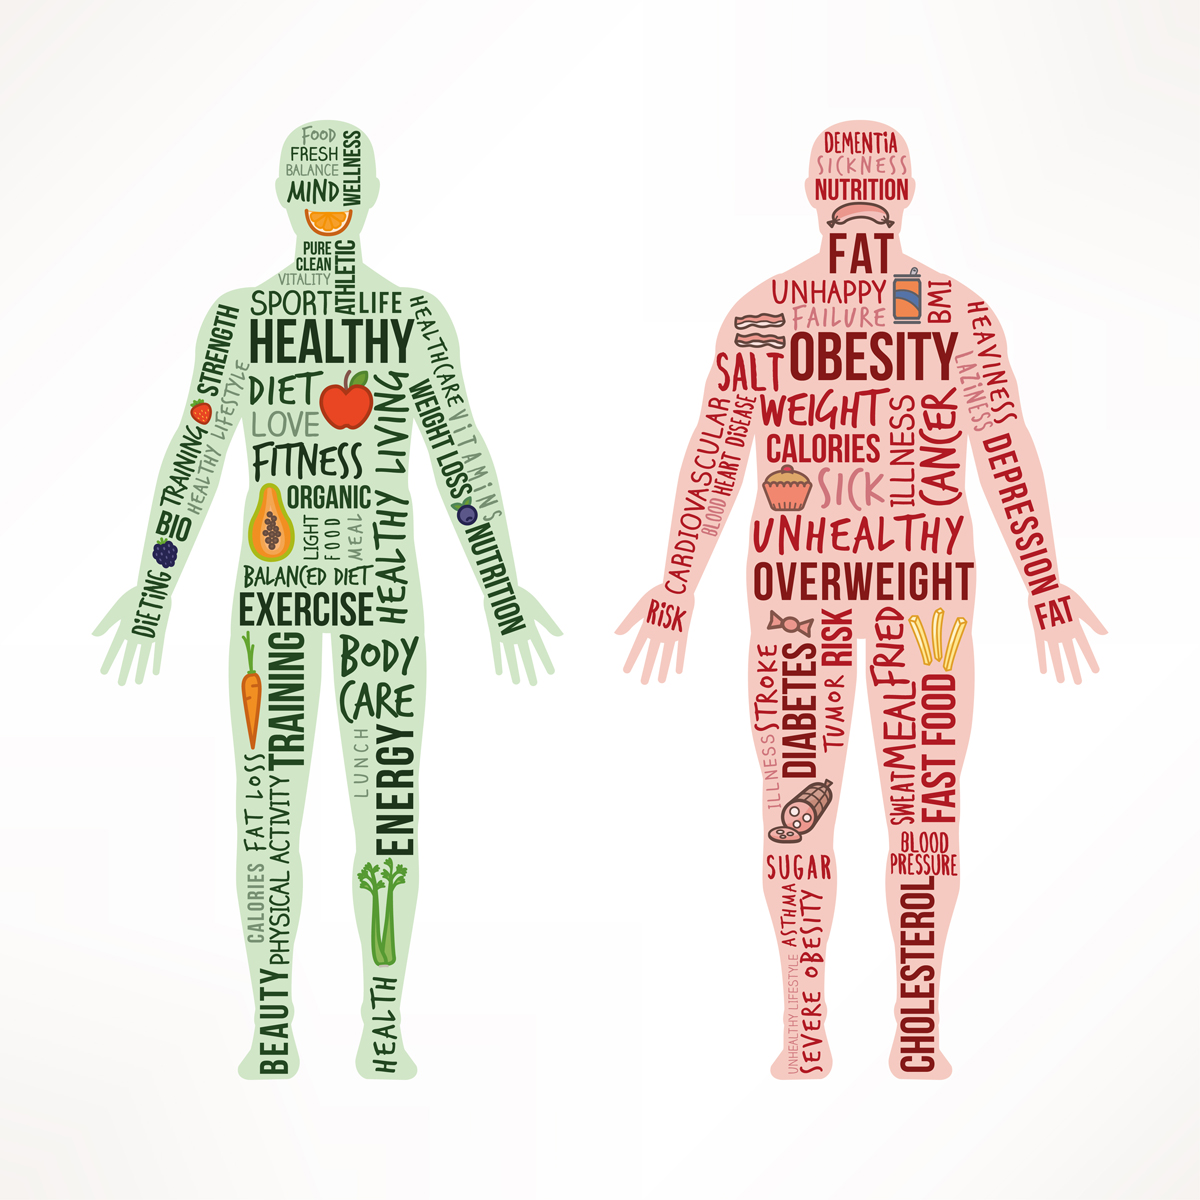 FOOD
FRESH
BALANCE
MIND
WELLNESS
PURE
CLEAN
VITALITY
ATHLETIC
SPORT
LIFE
HEALTHY
STRENGTH
HEALTHCARE
DIET
LOVE
FITNESS
HEALTHY LIVING
WEIGHT LOSS
VITAMINS
TRAINING
HEALTHY LIFESTYLE
ORGANIC
LIGHT
FOOD
MEAL
BIO
NUTRITION
DIETING
BALANCED DIET
EXERCISE
TRAINING
BODY
CARE
LUNCH
ENERGY
FAT LOSS
PHYSICAL ACTIVITY
CALORIES
BEAUTY
HEALTH
DEMENTIA
SICKNESS
NUTRITION
FAT
UNHAPPY
FAILURE
BMI
OBESITY
HEAVINESS
LAZINESS
SALT
WEIGHT
CALORIES
SICK
ILLNESS
CANCER
CARDIOVASCULAR
HEART DISEASE
BLOOD
DEPRESSION
UNHEALTHY
OVERWEIGHT
RISK
FAT
STROKE
DIABETES
RISK
TUMOR
FRIED
MEAL
SWEAT
FAST FOOD
ILLNESS
SUGAR
BLOOD
PRESSURE
ASTHMA
SEVERE OBESITY
UNHEALTHY LIFESTYLE
CHOLESTEROL